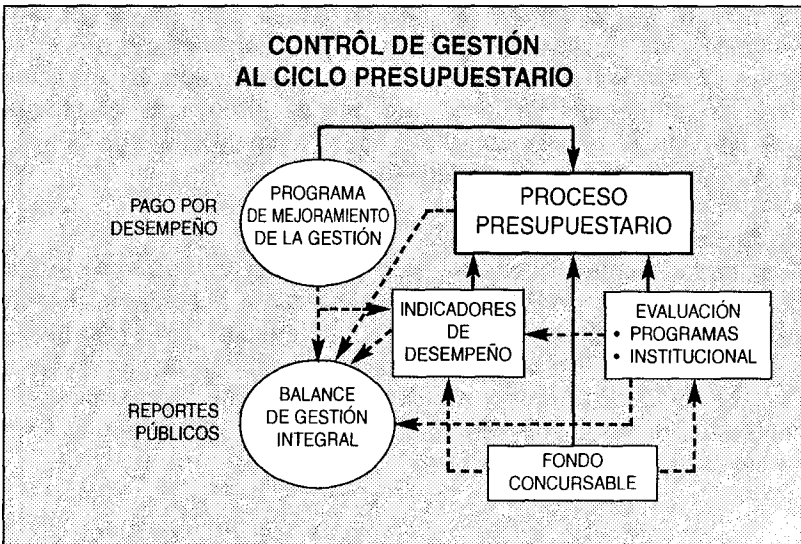 CONTRÔL DE GESTIÓN
AL CICLO PRESUPUESTARIO
PAGO POR
DESEMPEÑO
PROGRAMA
DE MEJORAMIENTO
DE LA GESTIÓN
PROCESO
PRESUPUESTARIO
INDICADORES
DE
DESEMPEÑO
EVALUACIÓN
• PROGRAMAS
• INSTITUCIONAL
REPORTES
PÚBLICOS
BALANCE
DE GESTIÓN
INTEGRAL
FONDO
CONCURSABLE